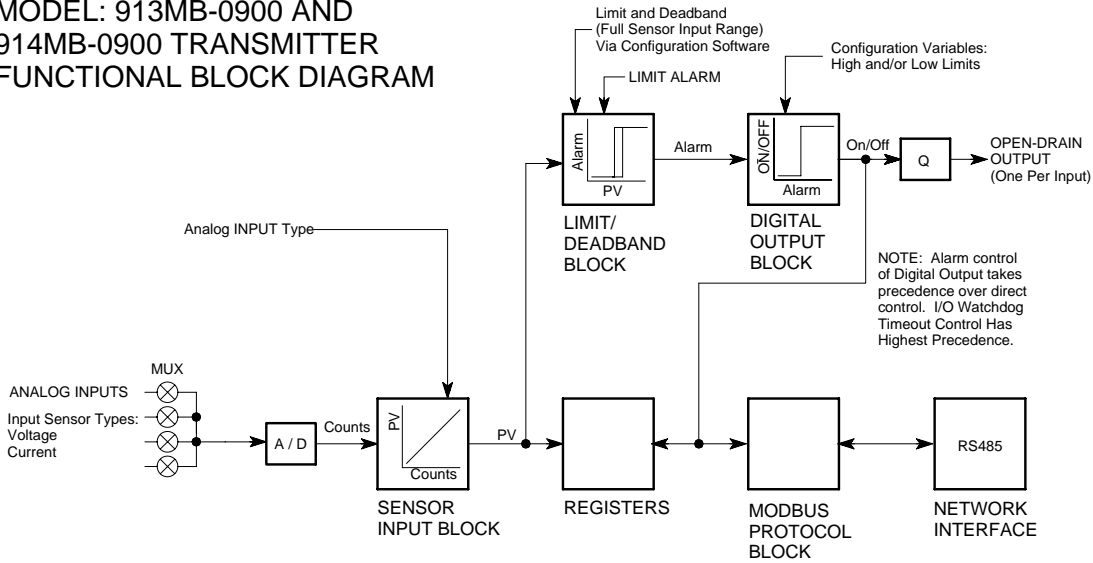 MODEL: 913MB-0900 AND
914MB-0900 TRANSMITTER
FUNCTIONAL BLOCK DIAGRAM
Limit and Deadband
(Full Sensor Input Range)
Via Configuration Software
LIMIT ALARM
Configuration Variables:
High and/or Low Limits
Alarm
PV
Alarm
ON/OFF
Alarm
On/Off
Q
OPEN-DRAIN
OUTPUT
(One Per Input)
LIMIT/
DEADBAND
BLOCK
DIGITAL
OUTPUT
BLOCK
Analog INPUT Type
NOTE: Alarm control
of Digital Output takes
precedence over direct
control. I/O Watchdog
Timeout Control Has
Highest Precedence.
MUX
ANALOG INPUTS
Input Sensor Types:
Voltage
Current
A / D
Counts
PV
Counts
PV
RS485
SENSOR
INPUT BLOCK
REGISTERS
MODBUS
PROTOCOL
BLOCK
NETWORK
INTERFACE